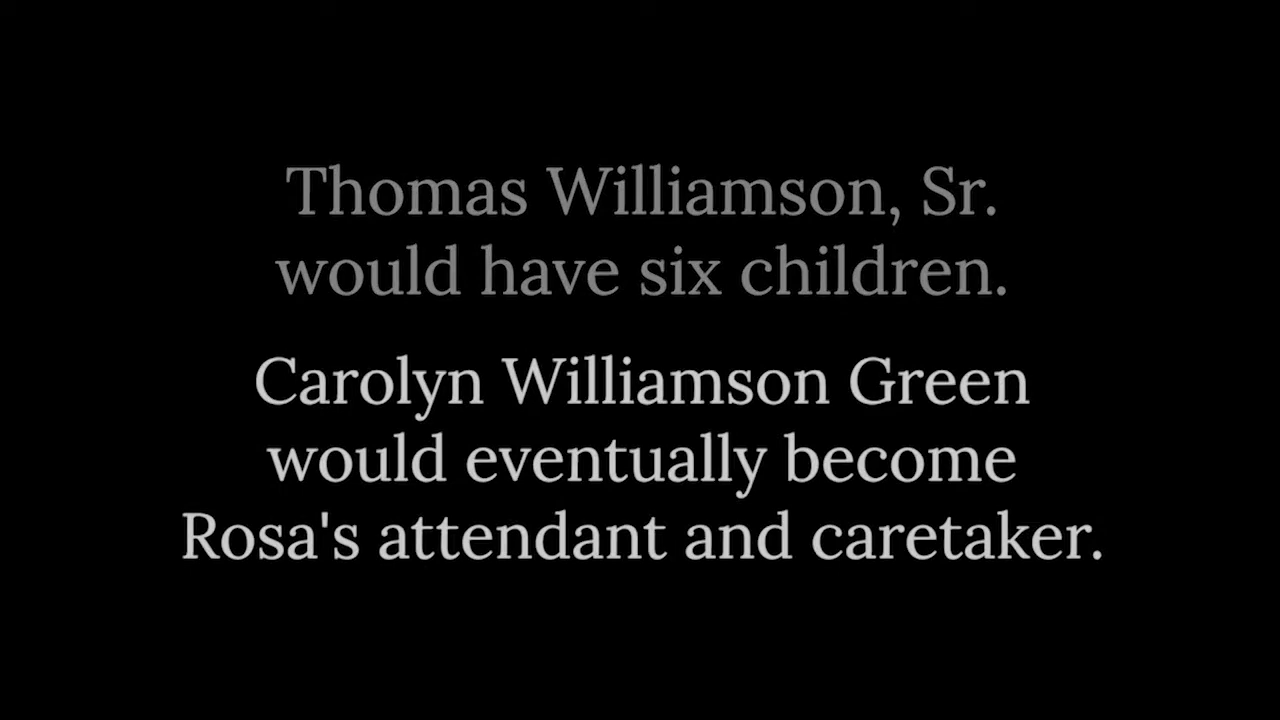 Thomas Williamson, Sr.
would have six children.
Carolyn Williamson Green
would eventually become
Rosa's attendant and caretaker.